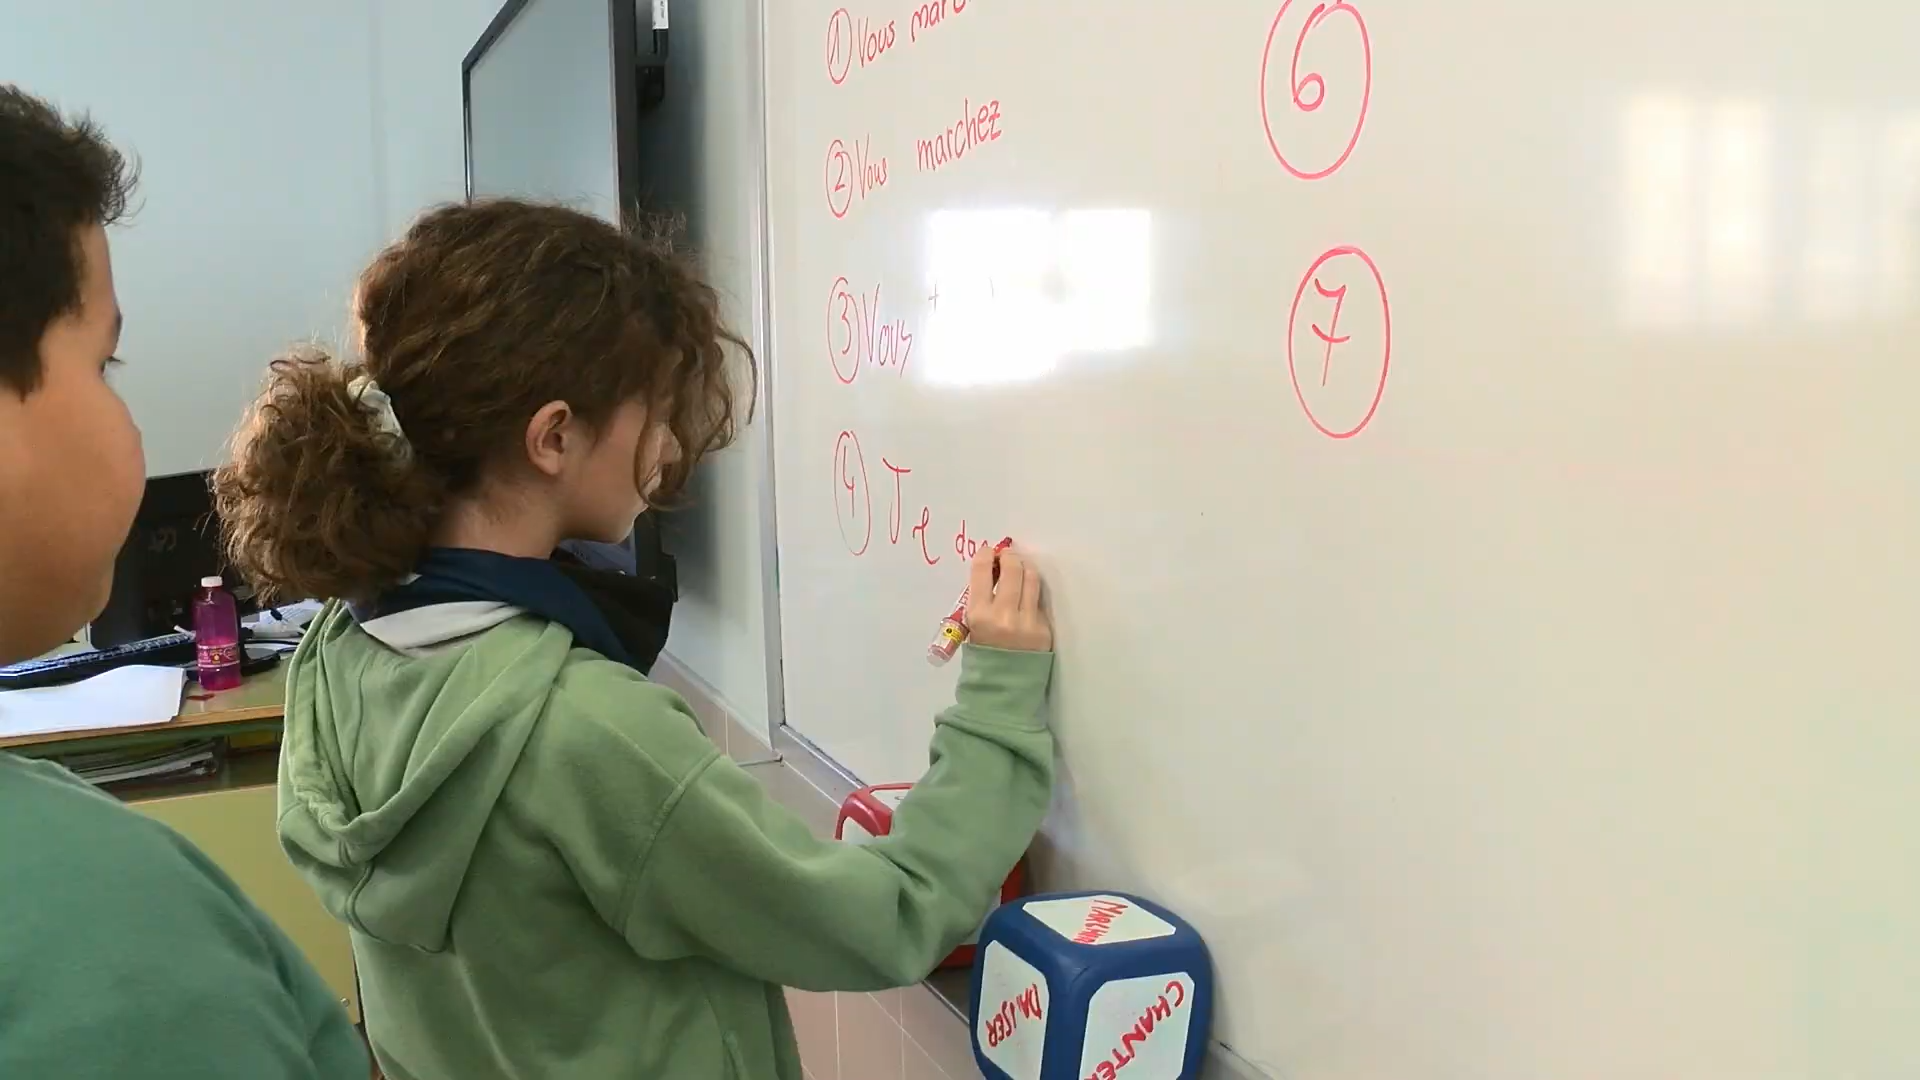 ① Vous
② Vous marchez
③ Vous
④ Je
6
7
MARCHER
DANSER
CHANTER